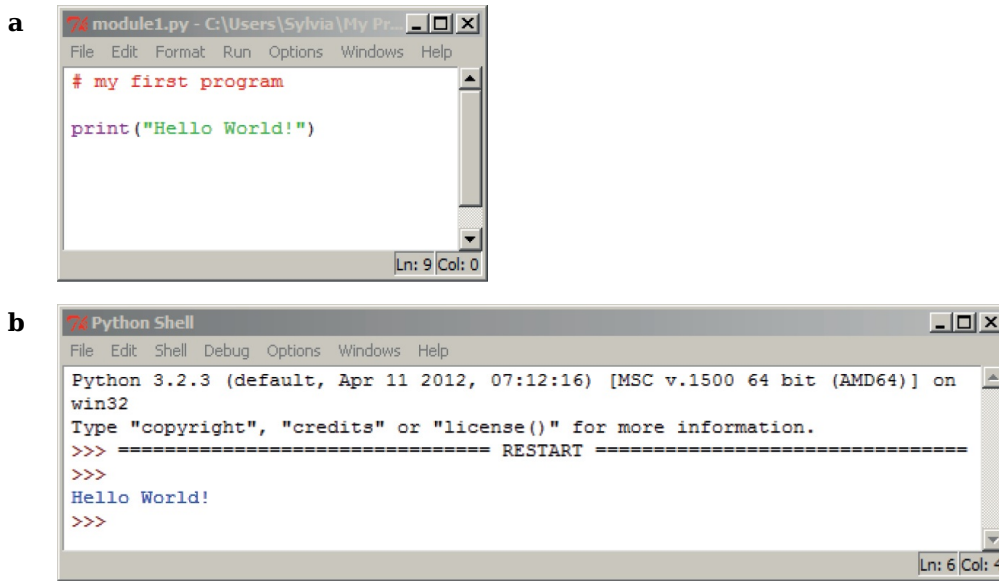 a
module1.py - C:\Users\Sylvia\My Pr...
File Edit Format Run Options Windows Help
# my first program
print("Hello World!")
Ln: 9 Col: 0
b
Python Shell
File Edit Shell Debug Options Windows Help
Python 3.2.3 (default, Apr 11 2012, 07:12:16) [MSC v.1500 64 bit (AMD64)] on
win32
Type "copyright", "credits" or "license()" for more information.
>>> ================================ RESTART ================================
>>>
Hello World!
>>>
Ln: 6 Col: 4